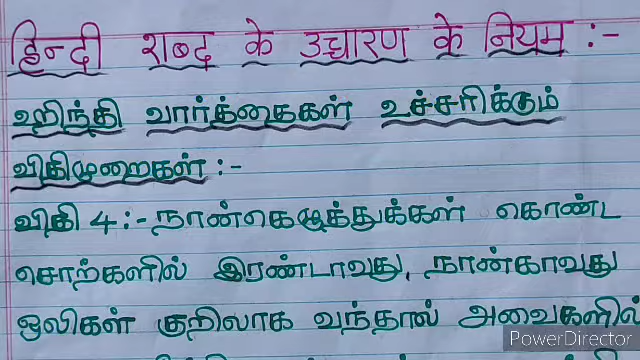 हिन्दी शब्द के उच्चारण के नियम :-
ஹிந்தி வார்த்தைகள் உச்சரிக்கும்
விதிமுறைகள் :-
விதி 4 :- நான்கெழுத்துக்கள் கொண்ட
சொற்களில் இரண்டாவது, நான்காவது
ஒலிகள் குறிலாக வந்தால் அவைகளில்
PowerDirector